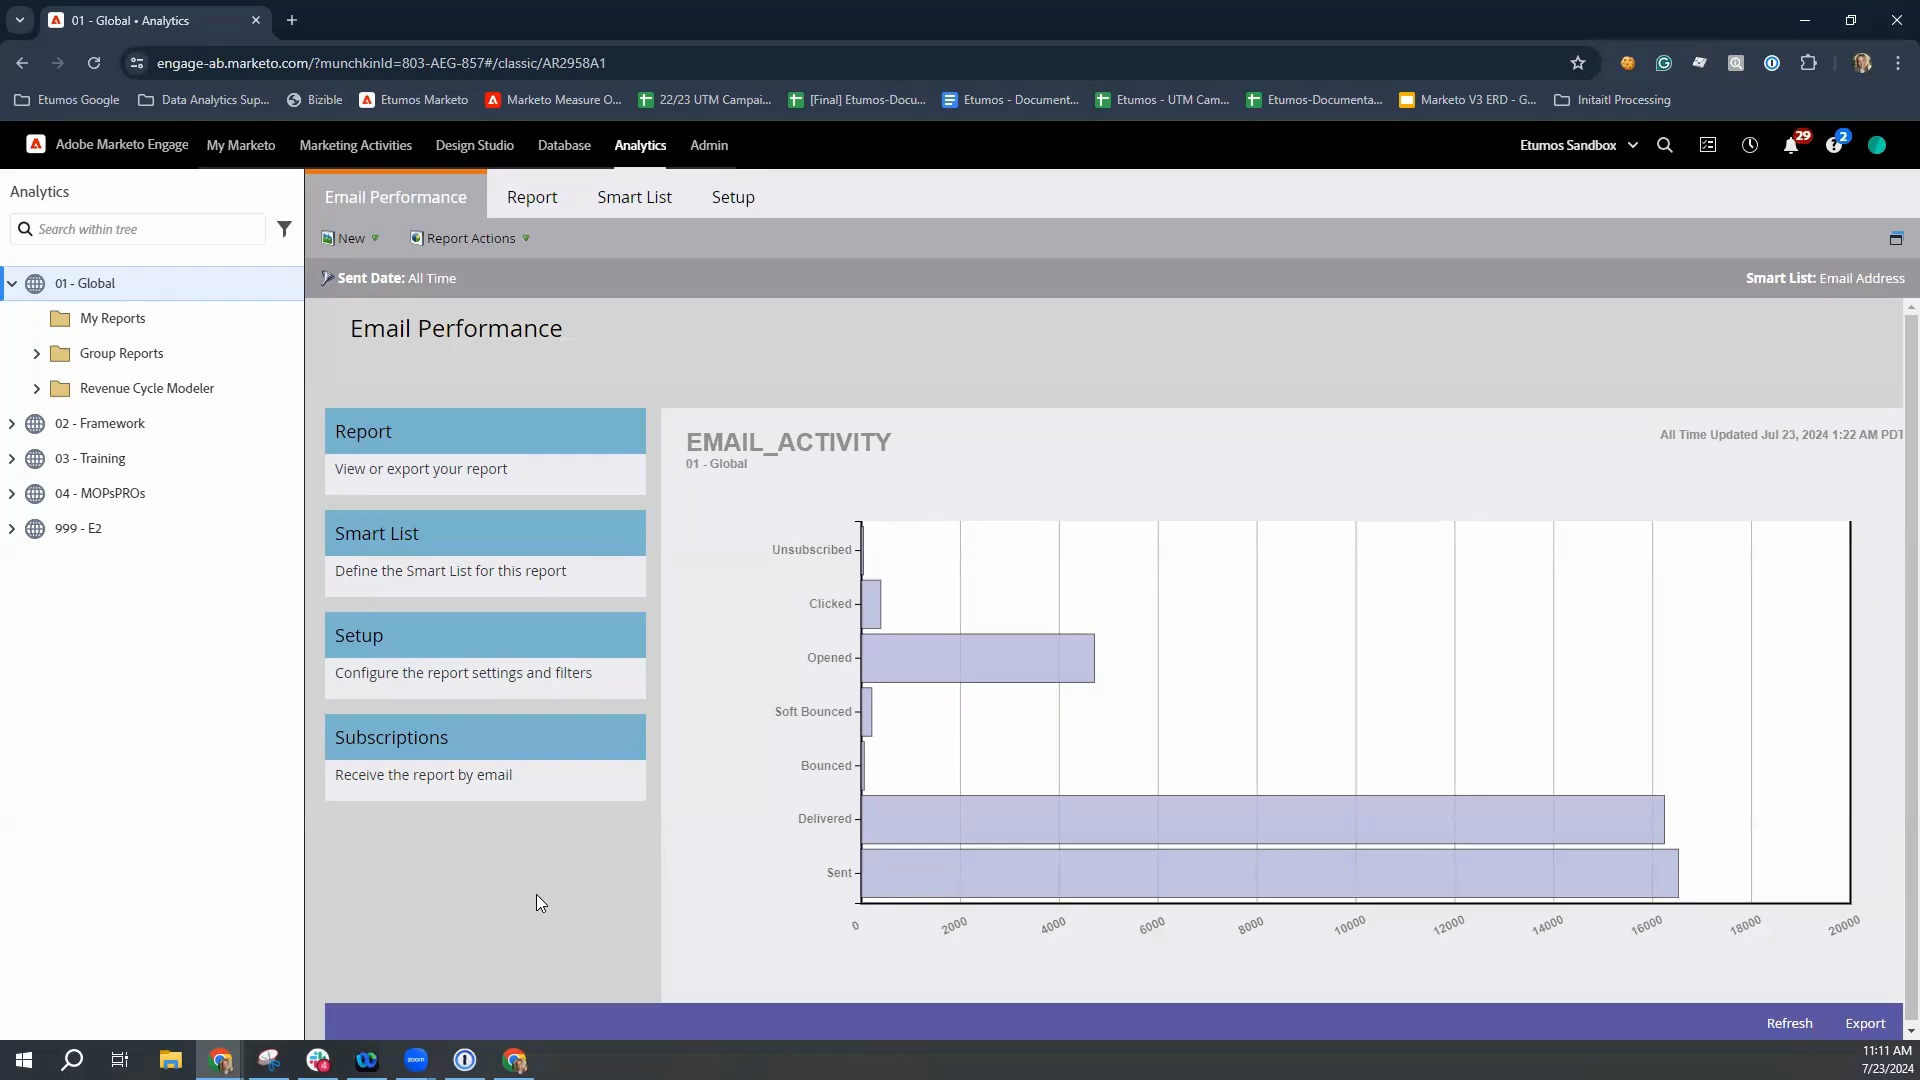 01 - Global • Analytics
engage-ab.marketo.com/?munchkinId=803-AEG-857#/classic/AR2958A1
Etumos Google
Data Analytics Sup...
Bizible
Etumos Marketo
Marketo Measure O...
22/23 UTM Campai...
[Final] Etumos-Docu...
Etumos - Document...
Etumos - UTM Cam...
Etumos-Documenta...
Marketo V3 ERD - G...
Initaitl Processing
Adobe Marketo Engage
My Marketo
Marketing Activities
Design Studio
Database
Analytics
Admin
Etumos Sandbox
29
2
Analytics
Search within tree
01 - Global
My Reports
Group Reports
Revenue Cycle Modeler
02 - Framework
03 - Training
04 - MOPsPROs
999 - E2
Email Performance
Report
Smart List
Setup
New
Report Actions
Sent Date: All Time
Smart List: Email Address
Email Performance
Report
View or export your report
Smart List
Define the Smart List for this report
Setup
Configure the report settings and filters
Subscriptions
Receive the report by email
EMAIL_ACTIVITY
01 - Global
All Time Updated Jul 23, 2024 1:22 AM PDT
Unsubscribed
Clicked
Opened
Soft Bounced
Bounced
Delivered
Sent
0
2000
4000
6000
8000
10000
12000
14000
16000
18000
20000
Refresh
Export
4
zoom
11:11 AM
7/23/2024